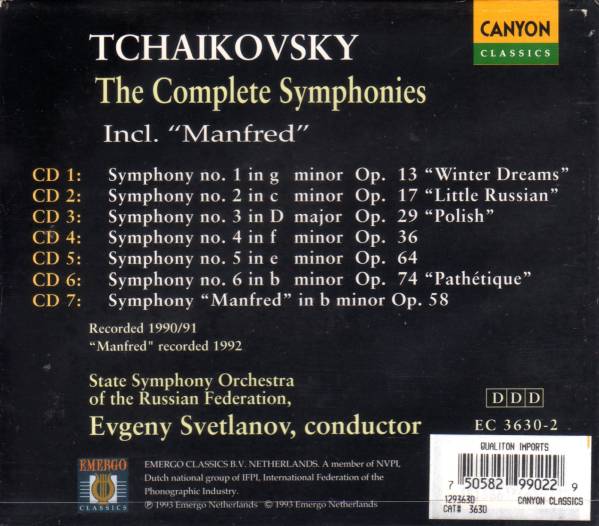 CANYON
CLASSICS
TCHAIKOVSKY
The Complete Symphonies
Incl. “Manfred”
CD 1: Symphony no. 1 in g minor Op. 13 “Winter Dreams”
CD 2: Symphony no. 2 in c minor Op. 17 “Little Russian”
CD 3: Symphony no. 3 in D major Op. 29 “Polish”
CD 4: Symphony no. 4 in f minor Op. 36
CD 5: Symphony no. 5 in e minor Op. 64
CD 6: Symphony no. 6 in b minor Op. 74 “Pathétique”
CD 7: Symphony “Manfred” in b minor Op. 58
Recorded 1990/91
“Manfred" recorded 1992
State Symphony Orchestra
of the Russian Federation,
Evgeny Svetlanov, conductor
DDD
EC 3630-2
EMERGO
CLASSICS
EMERGO CLASSICS B.V. NETHERLANDS. A member of NVPI,
Dutch national group of IFPI, International Federation of the
Phonographic Industry.
℗ 1993 Emergo Netherlands © 1993 Emergo Netherlands
QUALITON IMPORTS
7 50582 99022 9
1293630 CANYON CLASSICS
CAT# 3630